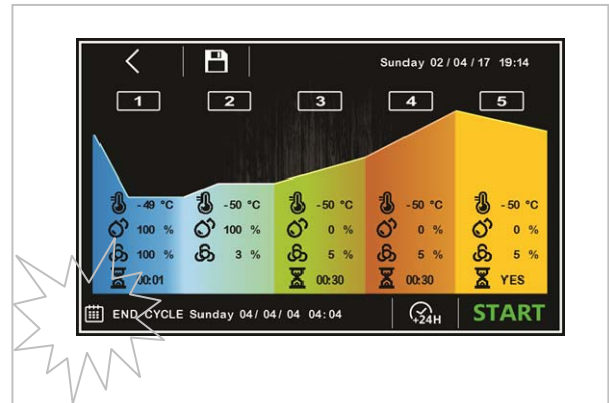 Sunday 02 / 04 / 17 19:14
1 2 3 4 5
- 49 °C - 50 °C - 50 °C - 50 °C - 50 °C
100 % 100 % 0 % 0 % 0 %
100 % 3 % 5 % 5 % 5 %
00:01 00:30 00:30 YES
END CYCLE Sunday 04 / 04 / 04 04 : 04 +24H START